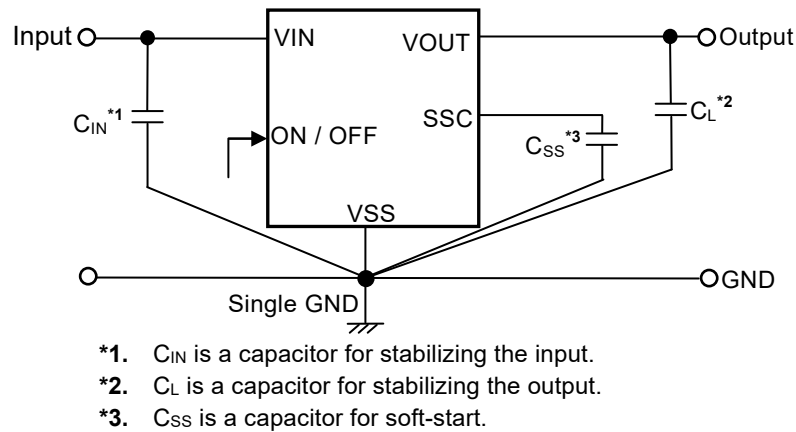 Input
VIN
VOUT
Output
CIN*1
SSC
CL*2
ON / OFF
CSS*3
VSS
Single GND
GND
*1. CIN is a capacitor for stabilizing the input.
*2. CL is a capacitor for stabilizing the output.
*3. CSS is a capacitor for soft-start.